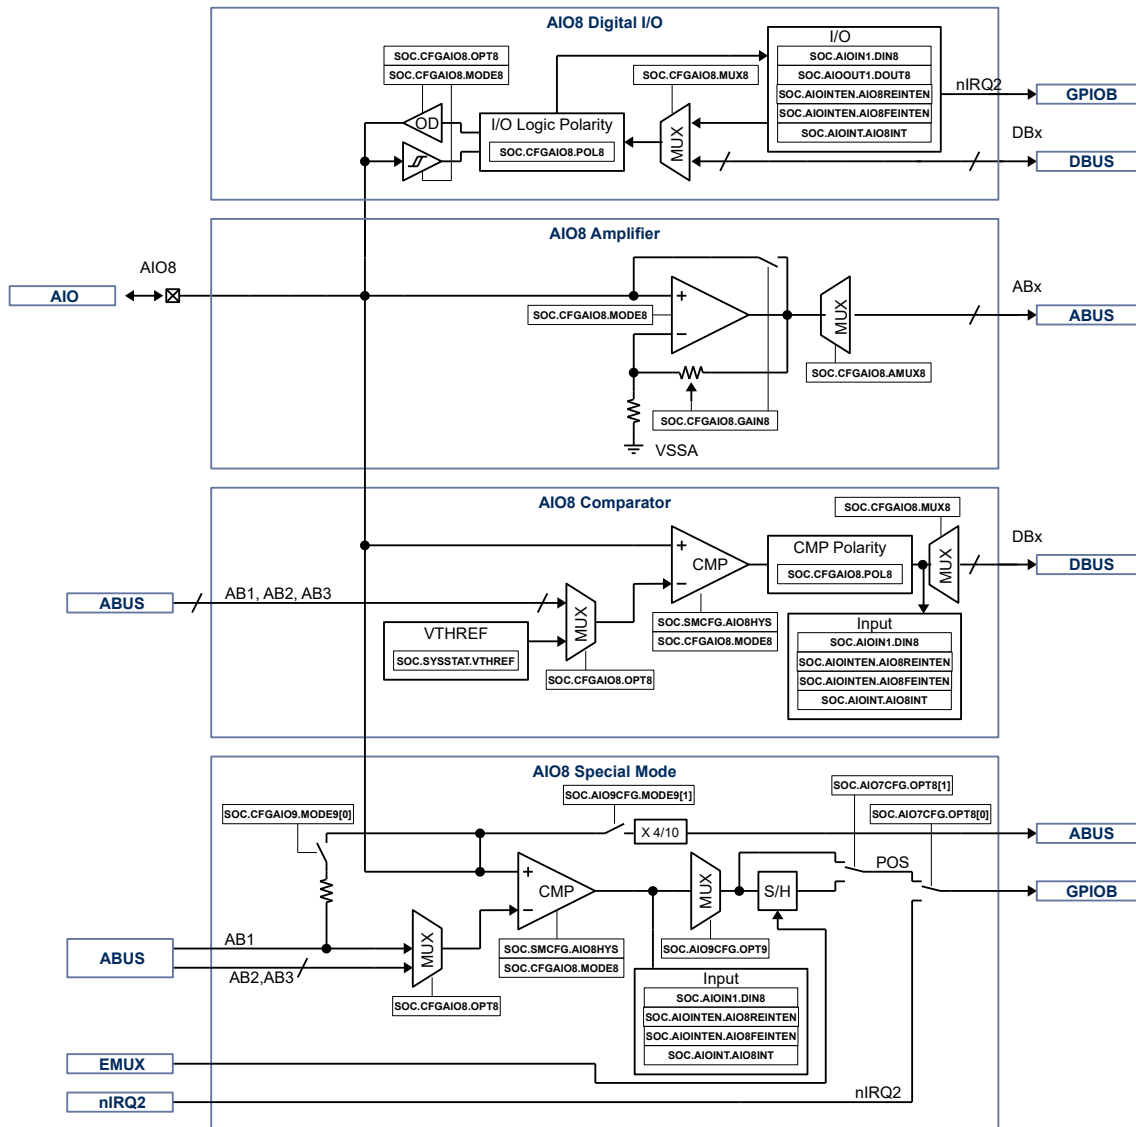 AIO8 Digital I/O
SOC.CFGAIO8.OPT8
SOC.CFGAIO8.MODE8
OD
I/O Logic Polarity
SOC.CFGAIO8.POL8
SOC.CFGAIO8.MUX8
MUX
I/O
SOC.AIOIN1.DIN8
SOC.AIOOUT1.DOUT8
SOC.AIOINTEN.AIO8REINTEN
SOC.AIOINTEN.AIO8FEINTEN
SOC.AIOINT.AIO8INT
nIRQ2
GPIOB
DBx
DBUS
AIO8 Amplifier
AIO8
AIO
+
SOC.CFGAIO8.MODE8
−
MUX
ABx
ABUS
SOC.CFGAIO8.AMUX8
SOC.CFGAIO8.GAIN8
VSSA
AIO8 Comparator
SOC.CFGAIO8.MUX8
+
CMP
−
CMP Polarity
SOC.CFGAIO8.POL8
MUX
DBx
DBUS
ABUS
AB1, AB2, AB3
MUX
VTHREF
SOC.SYSSTAT.VTHREF
SOC.SMCFG.AIO8HYS
SOC.CFGAIO8.MODE8
SOC.CFGAIO8.OPT8
Input
SOC.AIOIN1.DIN8
SOC.AIOINTEN.AIO8REINTEN
SOC.AIOINTEN.AIO8FEINTEN
SOC.AIOINT.AIO8INT
AIO8 Special Mode
SOC.AIO7CFG.OPT8[1]
SOC.AIO9CFG.MODE9[1]
SOC.CFGAIO9.MODE9[0]
SOC.AIO7CFG.OPT8[0]
X 4/10
ABUS
+
CMP
−
MUX
S/H
POS
GPIOB
ABUS
AB1
AB2,AB3
MUX
SOC.SMCFG.AIO8HYS
SOC.CFGAIO8.MODE8
SOC.AIO9CFG.OPT9
SOC.CFGAIO8.OPT8
Input
SOC.AIOIN1.DIN8
SOC.AIOINTEN.AIO8REINTEN
SOC.AIOINTEN.AIO8FEINTEN
SOC.AIOINT.AIO8INT
EMUX
nIRQ2
nIRQ2